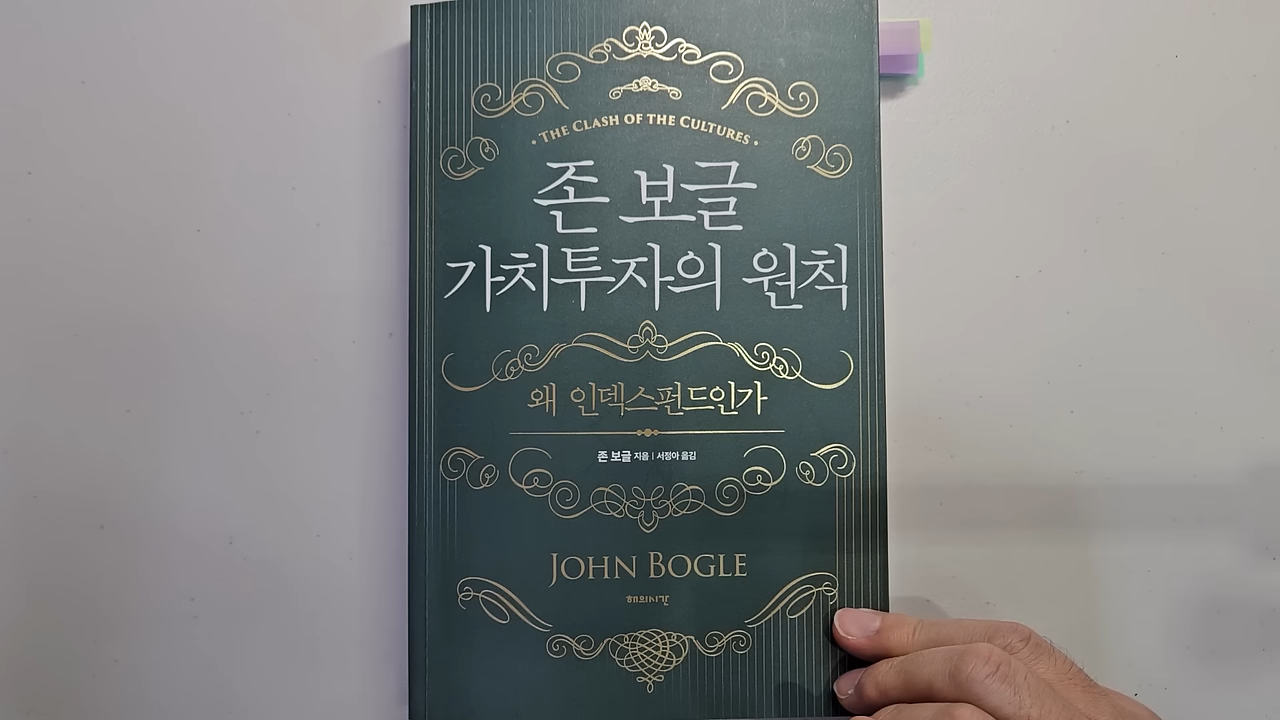 • THE CLASH OF THE CULTURES •
존 보글
가치투자의 원칙
왜 인덱스펀드인가
존 보글 지음 | 서정아 옮김
JOHN BOGLE
해의시간